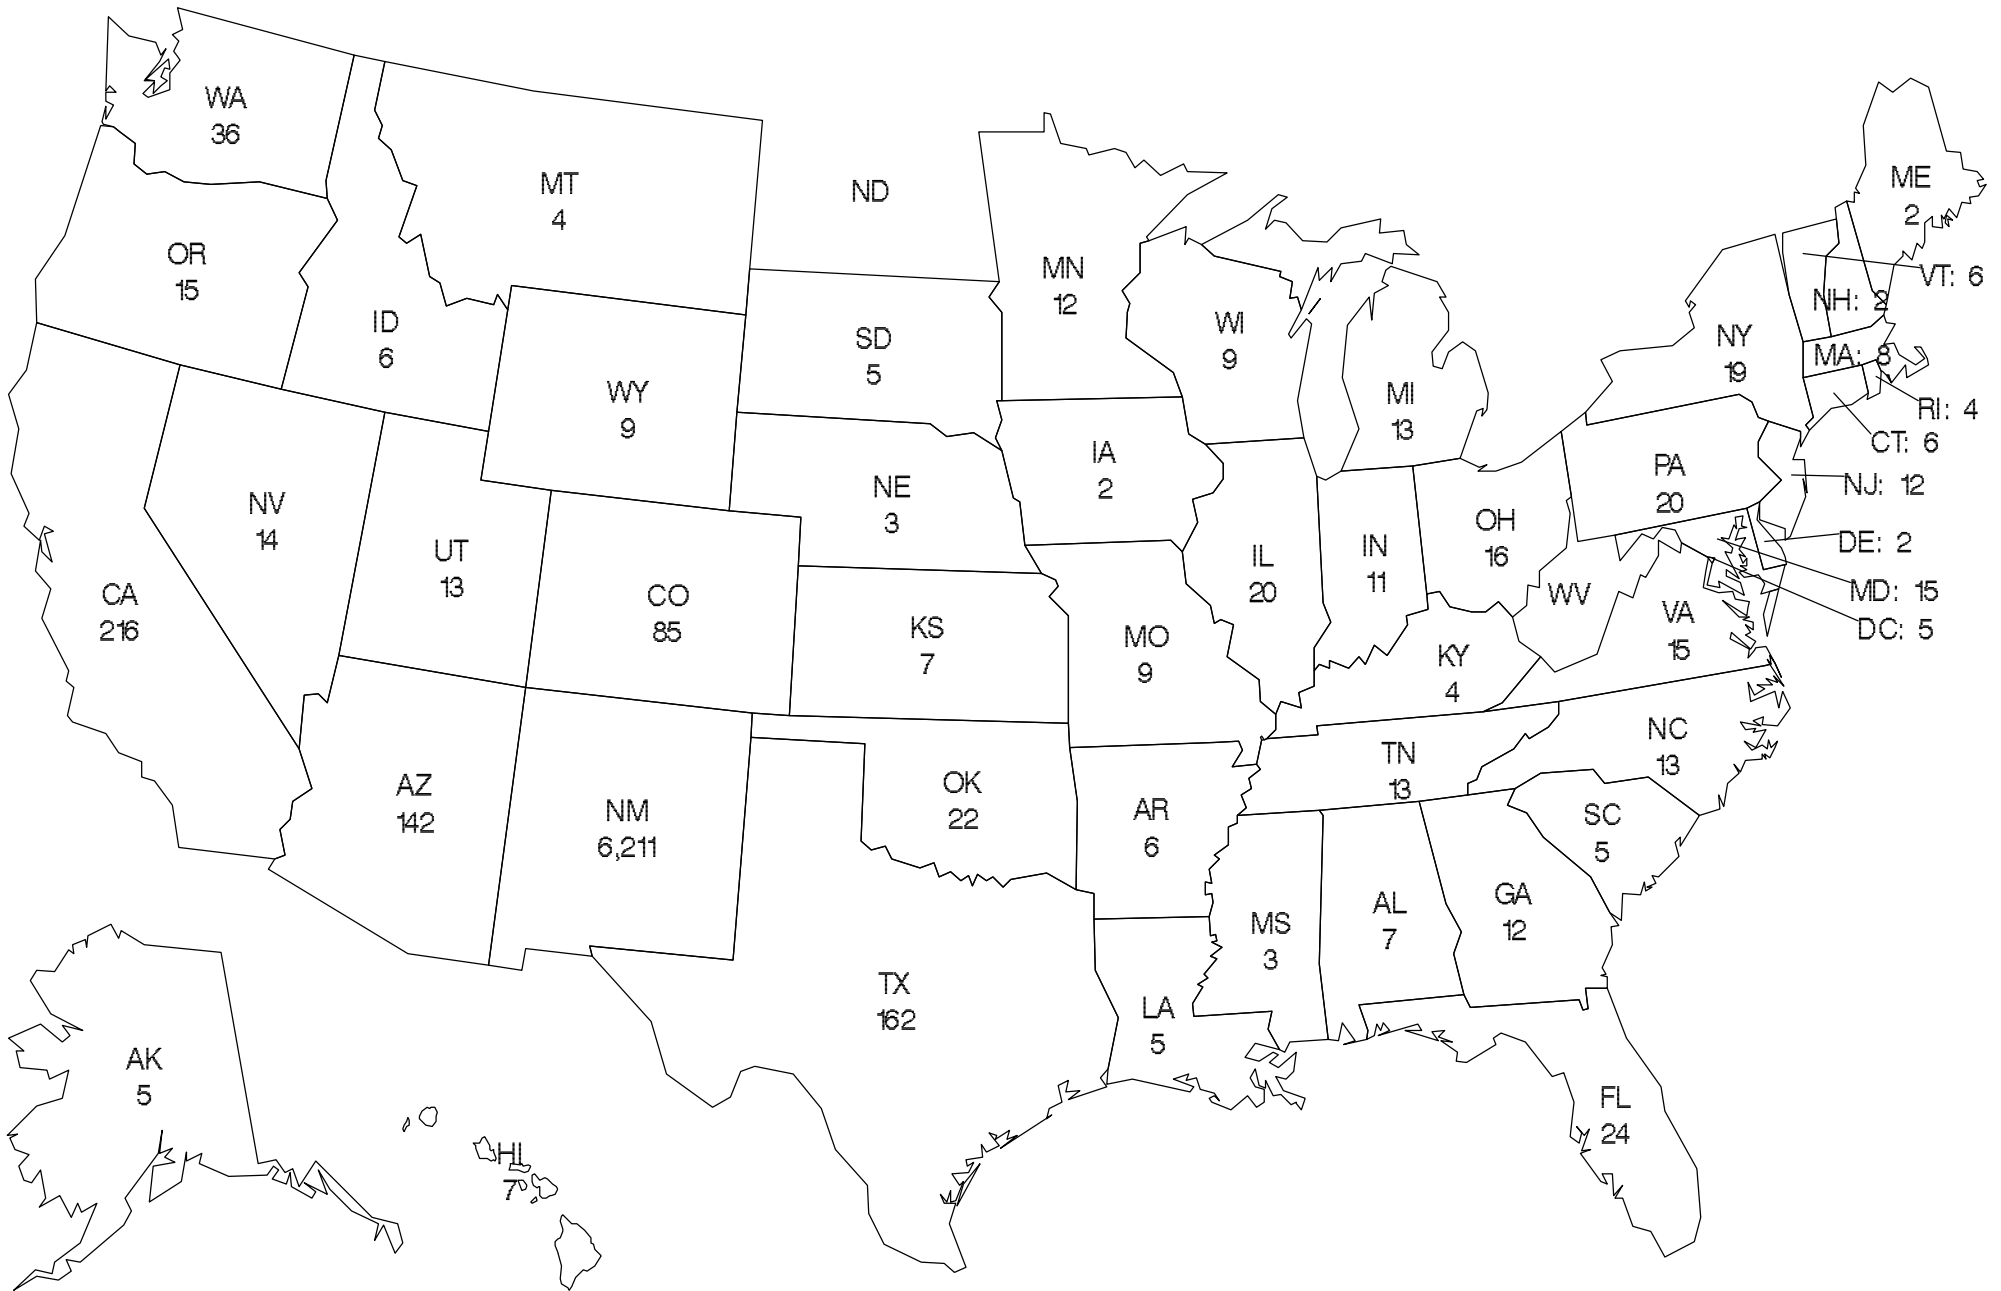 WA
36
MT
4
ND
ME
2
OR
15
MN
12
VT: 6
NH: 2
ID
6
SD
5
WI
9
NY
19
MA: 8
WY
9
MI
13
RI: 4
CT: 6
IA
2
PA
20
NV
14
NE
3
NJ: 12
OH
16
UT
13
IL
20
IN
11
DE: 2
CA
216
CO
85
KS
7
MO
9
WV
VA
15
MD: 15
DC: 5
KY
4
NC
13
TN
13
AZ
142
NM
6,211
OK
22
AR
6
SC
5
MS
3
AL
7
GA
12
TX
162
LA
5
AK
5
FL
24
HI
7